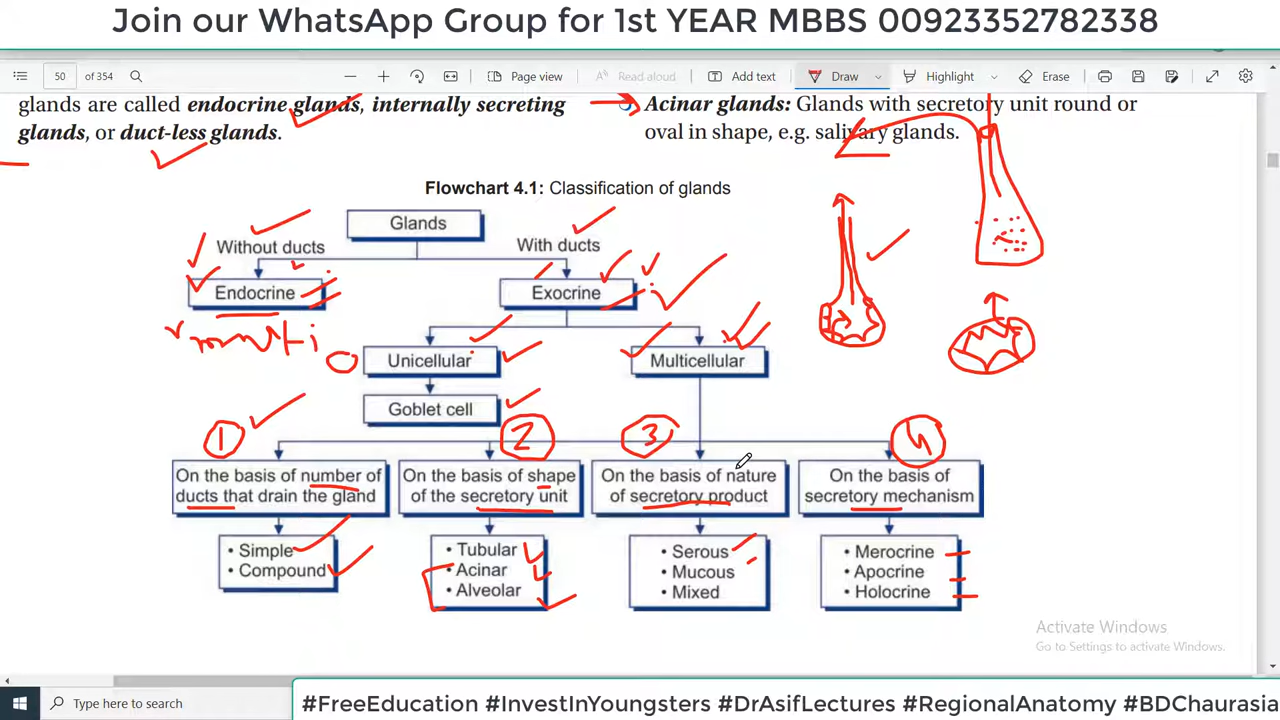 Join our WhatsApp Group for 1st YEAR MBBS 00923352782338
50 of 354 Page view Read aloud Add text Draw Highlight Erase
glands are called endocrine glands, internally secreting
glands, or duct-less glands.
Acinar glands: Glands with secretory unit round or
oval in shape, e.g. salivary glands.
Flowchart 4.1: Classification of glands
Glands
Without ducts
With ducts
Endocrine
Exocrine
Unicellular
Multicellular
Goblet cell
1
2
3
4
On the basis of number of
ducts that drain the gland
On the basis of shape
of the secretory unit
On the basis of nature
of secretory product
On the basis of
secretory mechanism
• Simple
• Compound
• Tubular
• Acinar
• Alveolar
• Serous
• Mucous
• Mixed
• Merocrine
• Apocrine
• Holocrine
Activate Windows
Go to Settings to activate Windows.
Type here to search
#FreeEducation #InvestInYoungsters #DrAsifLectures #RegionalAnatomy #BDChaurasia